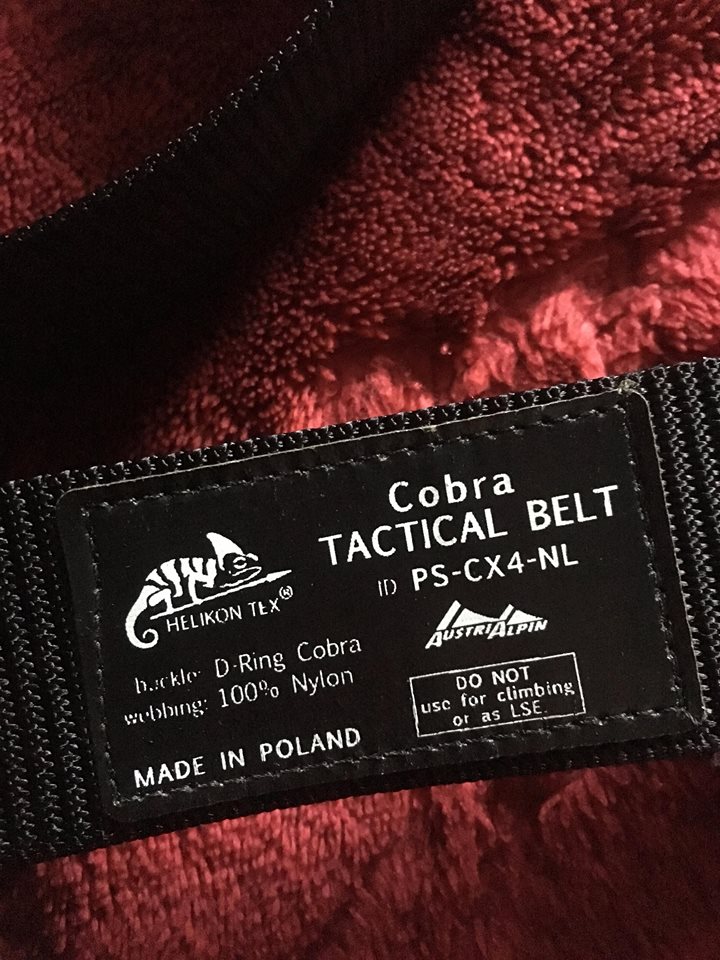 Cobra
TACTICAL BELT
ID PS-CX4-NL
HELIKON TEX®
AUSTRIALPIN
buckle: D-Ring Cobra
webbing: 100% Nylon
DO NOT
use for climbing
or as LSE.
MADE IN POLAND